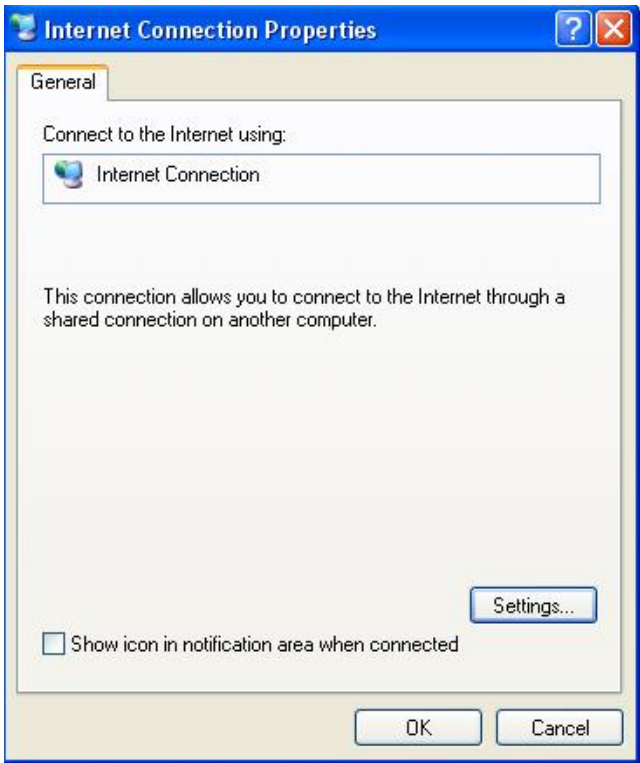 Internet Connection Properties
General
Connect to the Internet using:
Internet Connection
This connection allows you to connect to the Internet through a
shared connection on another computer.
Settings...
Show icon in notification area when connected
OK
Cancel